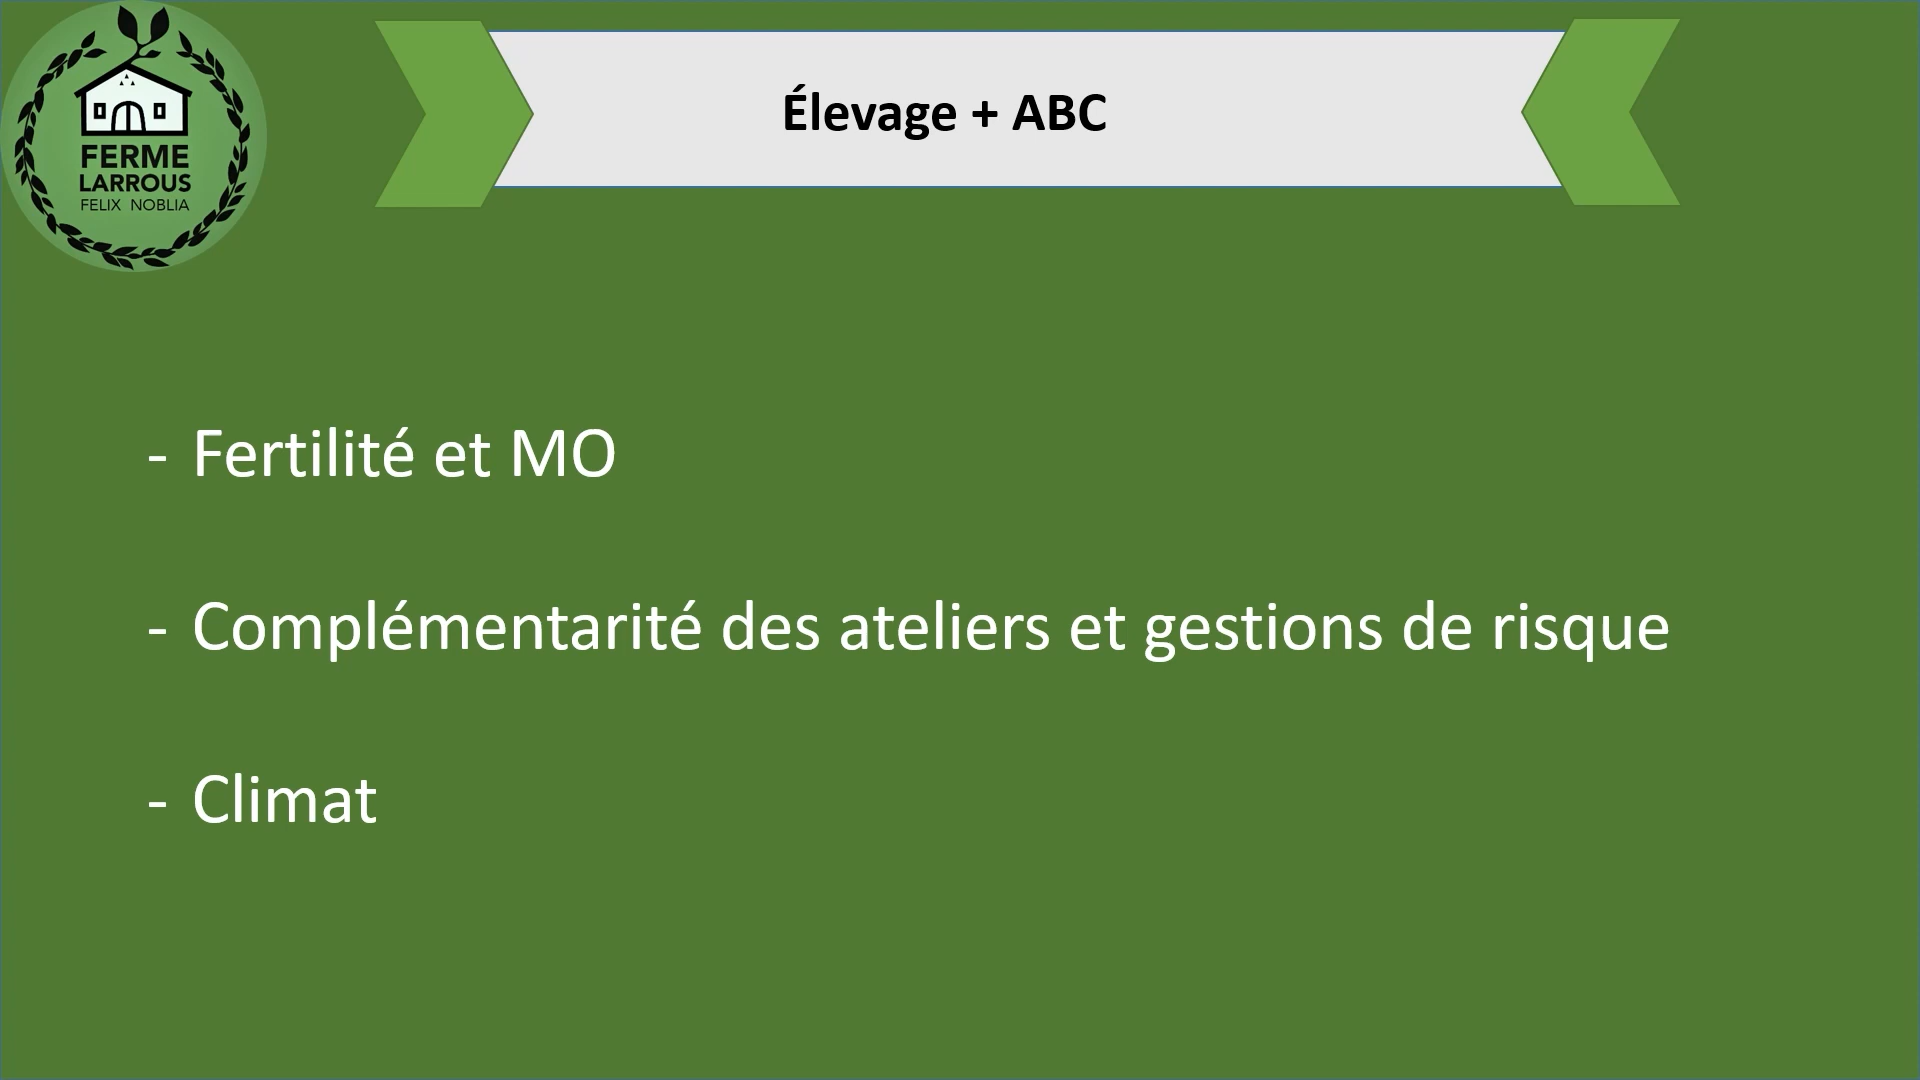 FERME
LARROUS
FELIX NOBLIA
Élevage + ABC
- Fertilité et MO
- Complémentarité des ateliers et gestions de risque
- Climat